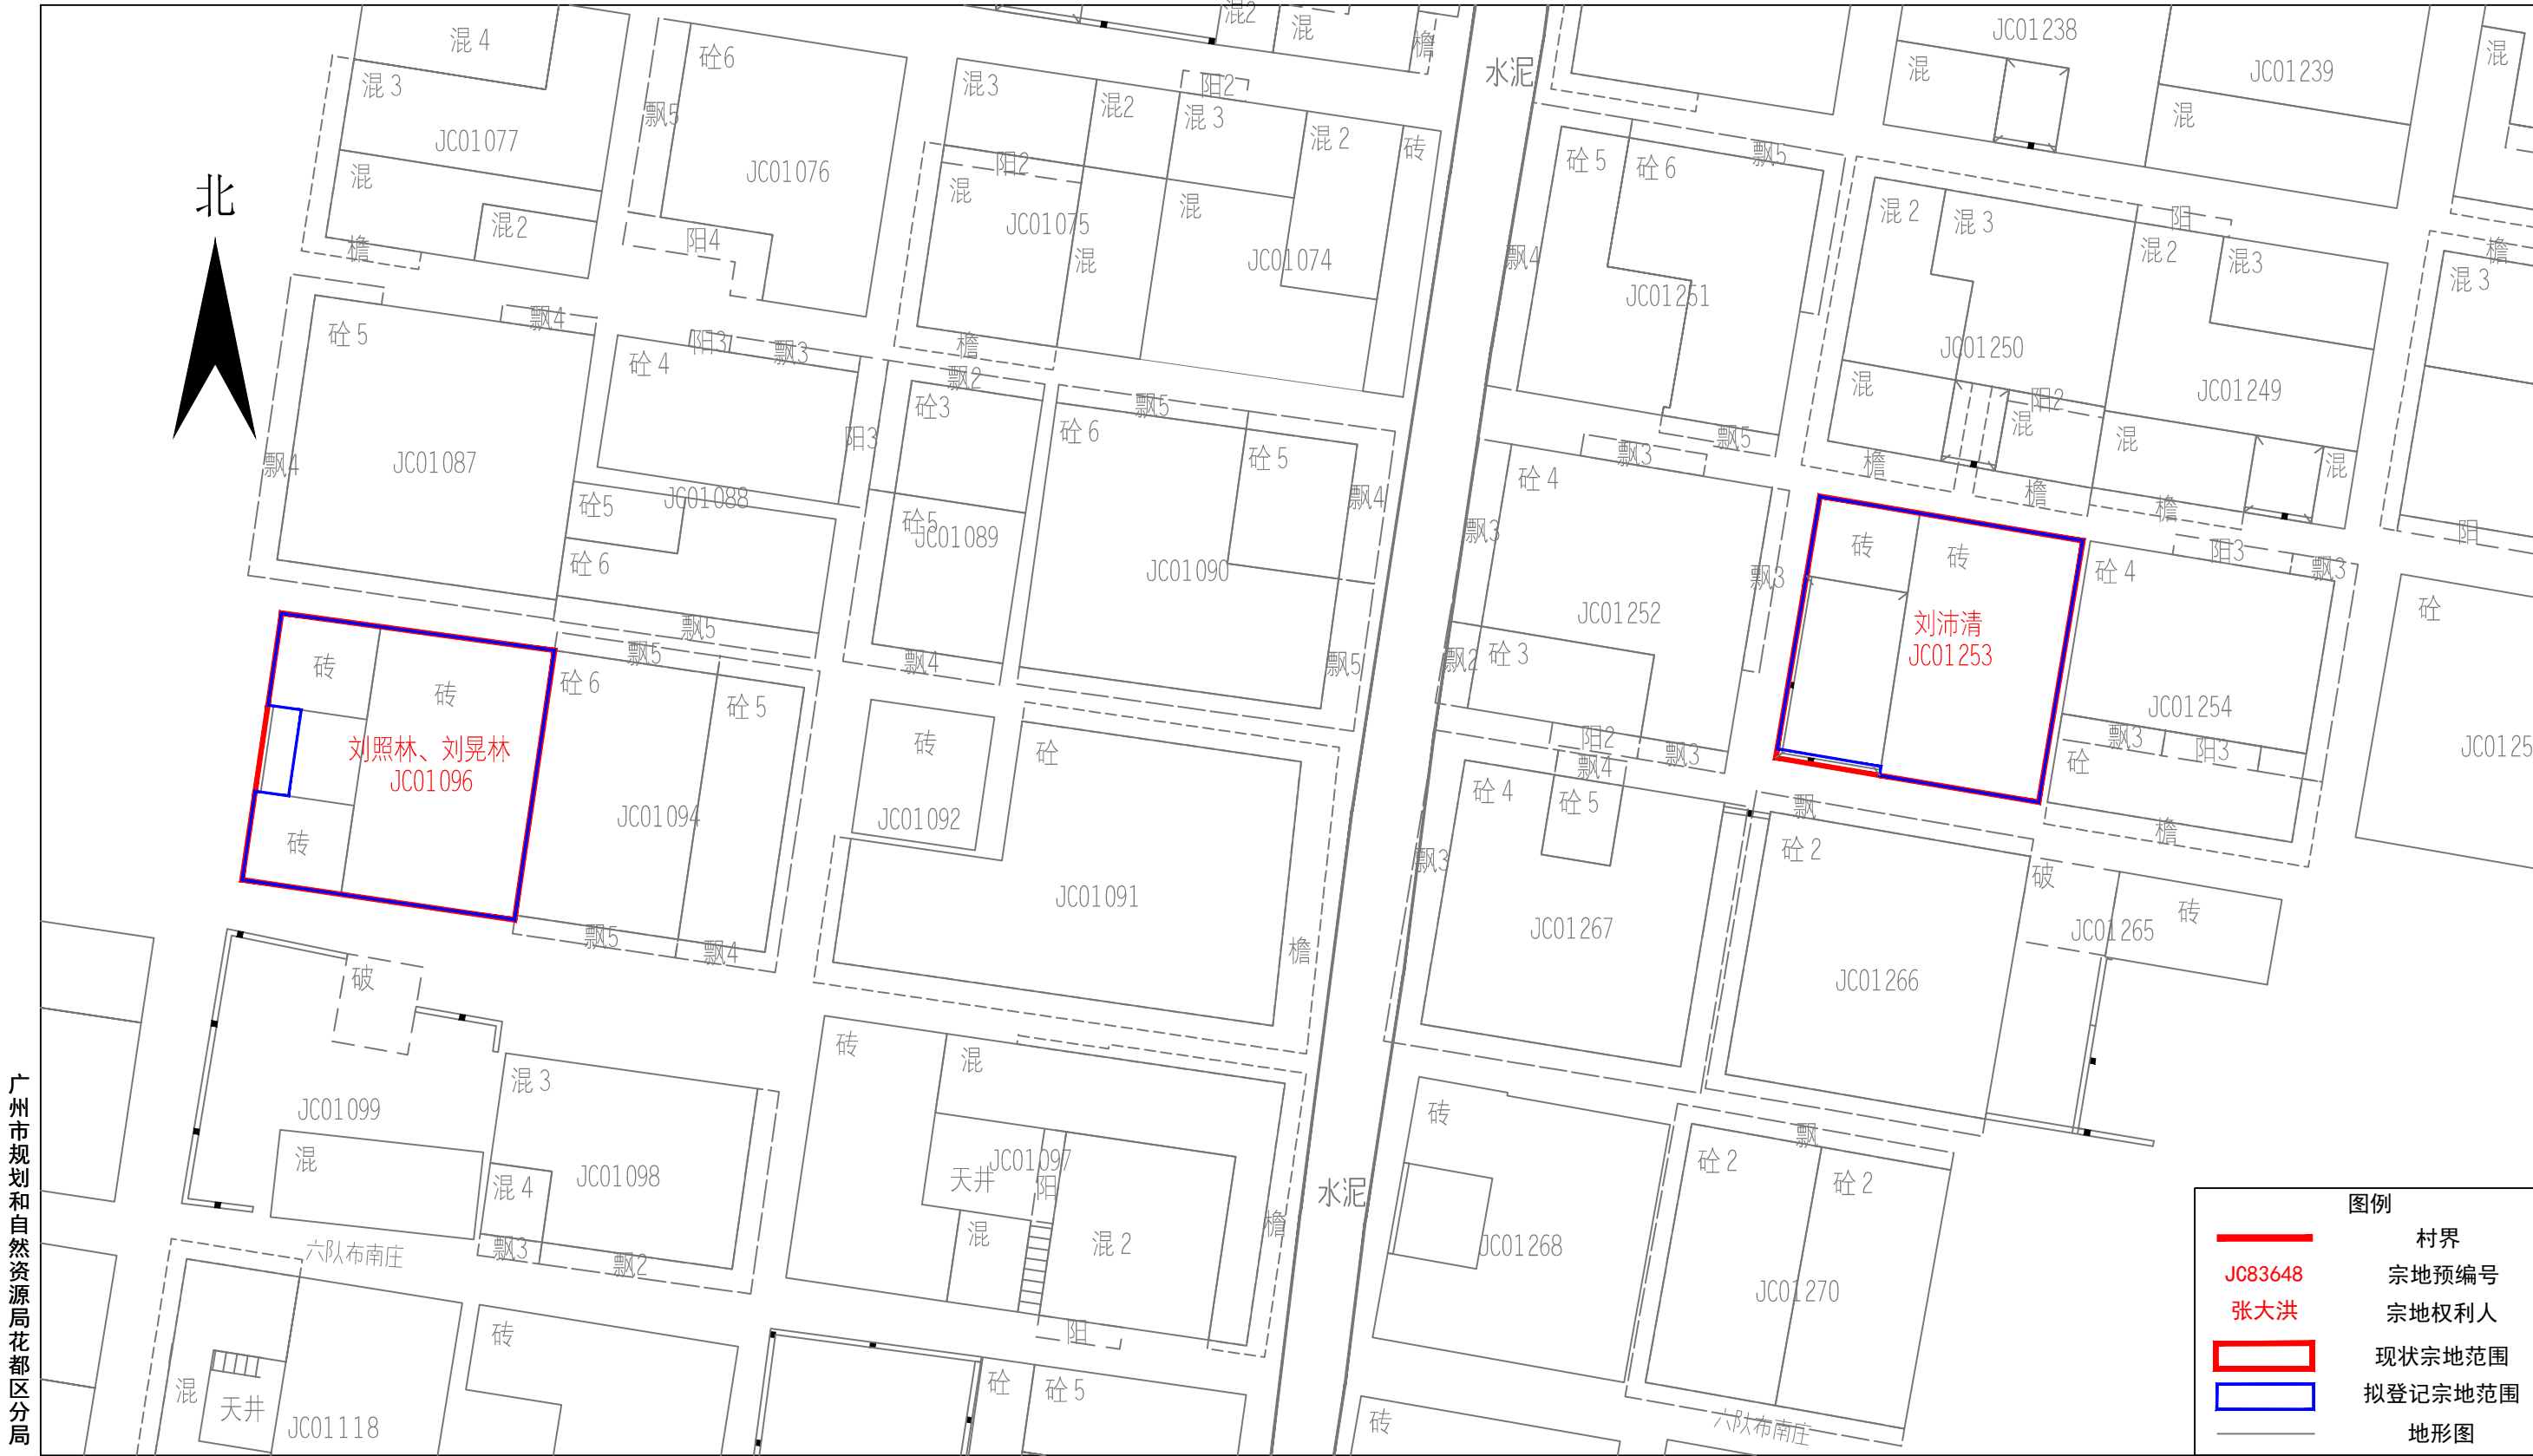 混2
混
檐
混 4
混 3
JC01077
混
混2
檐
砼6
飘5
JC01076
阳4
混3
混2
阳2
混 3
混 2
砖
阳2
混
JC01075
混
混
JC01074
檐
水泥
JC01238
混
JC01239
混
混
砼 5
砼 6
飘5
飘4
JC01251
飘5
混 2
混 3
阳
混2
混3
JC01250
混
阳2
混
JC01249
混
混
檐
檐
檐
檐
混 3
阳
北
砼 5
飘4
飘4
JC01087
砼 4
阳3
飘3
阳3
JC01088
砼5
砼 6
飘5
飘2
砼3
砼5
JC01089
飘4
飘5
砼 6
砼 5
飘4
JC01090
飘5
飘3
砼 4
飘3
飘3
JC01252
飘2
砼 3
阳2
飘3
砖
砖
刘沛清
JC01253
砼 4
阳3
飘3
JC01254
飘3
阳3
砼
檐
砼
JC0125
砖
砖
刘照林、刘晃林
JC01096
砖
飘5
砼 6
砼 5
JC01094
飘5
飘4
砖
JC01092
砼
JC01091
檐
飘4
砼 4
砼 5
飘3
JC01267
飘
砼 2
JC01266
破
JC01265
砖
破
JC01099
混
混 3
JC01098
混 4
飘3
飘2
六队布南庄
砖
混
JC01097
天井
阳
混
混 2
檐
阳
水泥
砖
JC01268
飘
砼 2
砼 2
JC01270
六队布南庄
混
天井
JC01118
砖
砼
砼 5
砖
广州市规划和自然资源局花都区分局
图例
村界
JC83648 宗地预编号
张大洪 宗地权利人
现状宗地范围
拟登记宗地范围
地形图